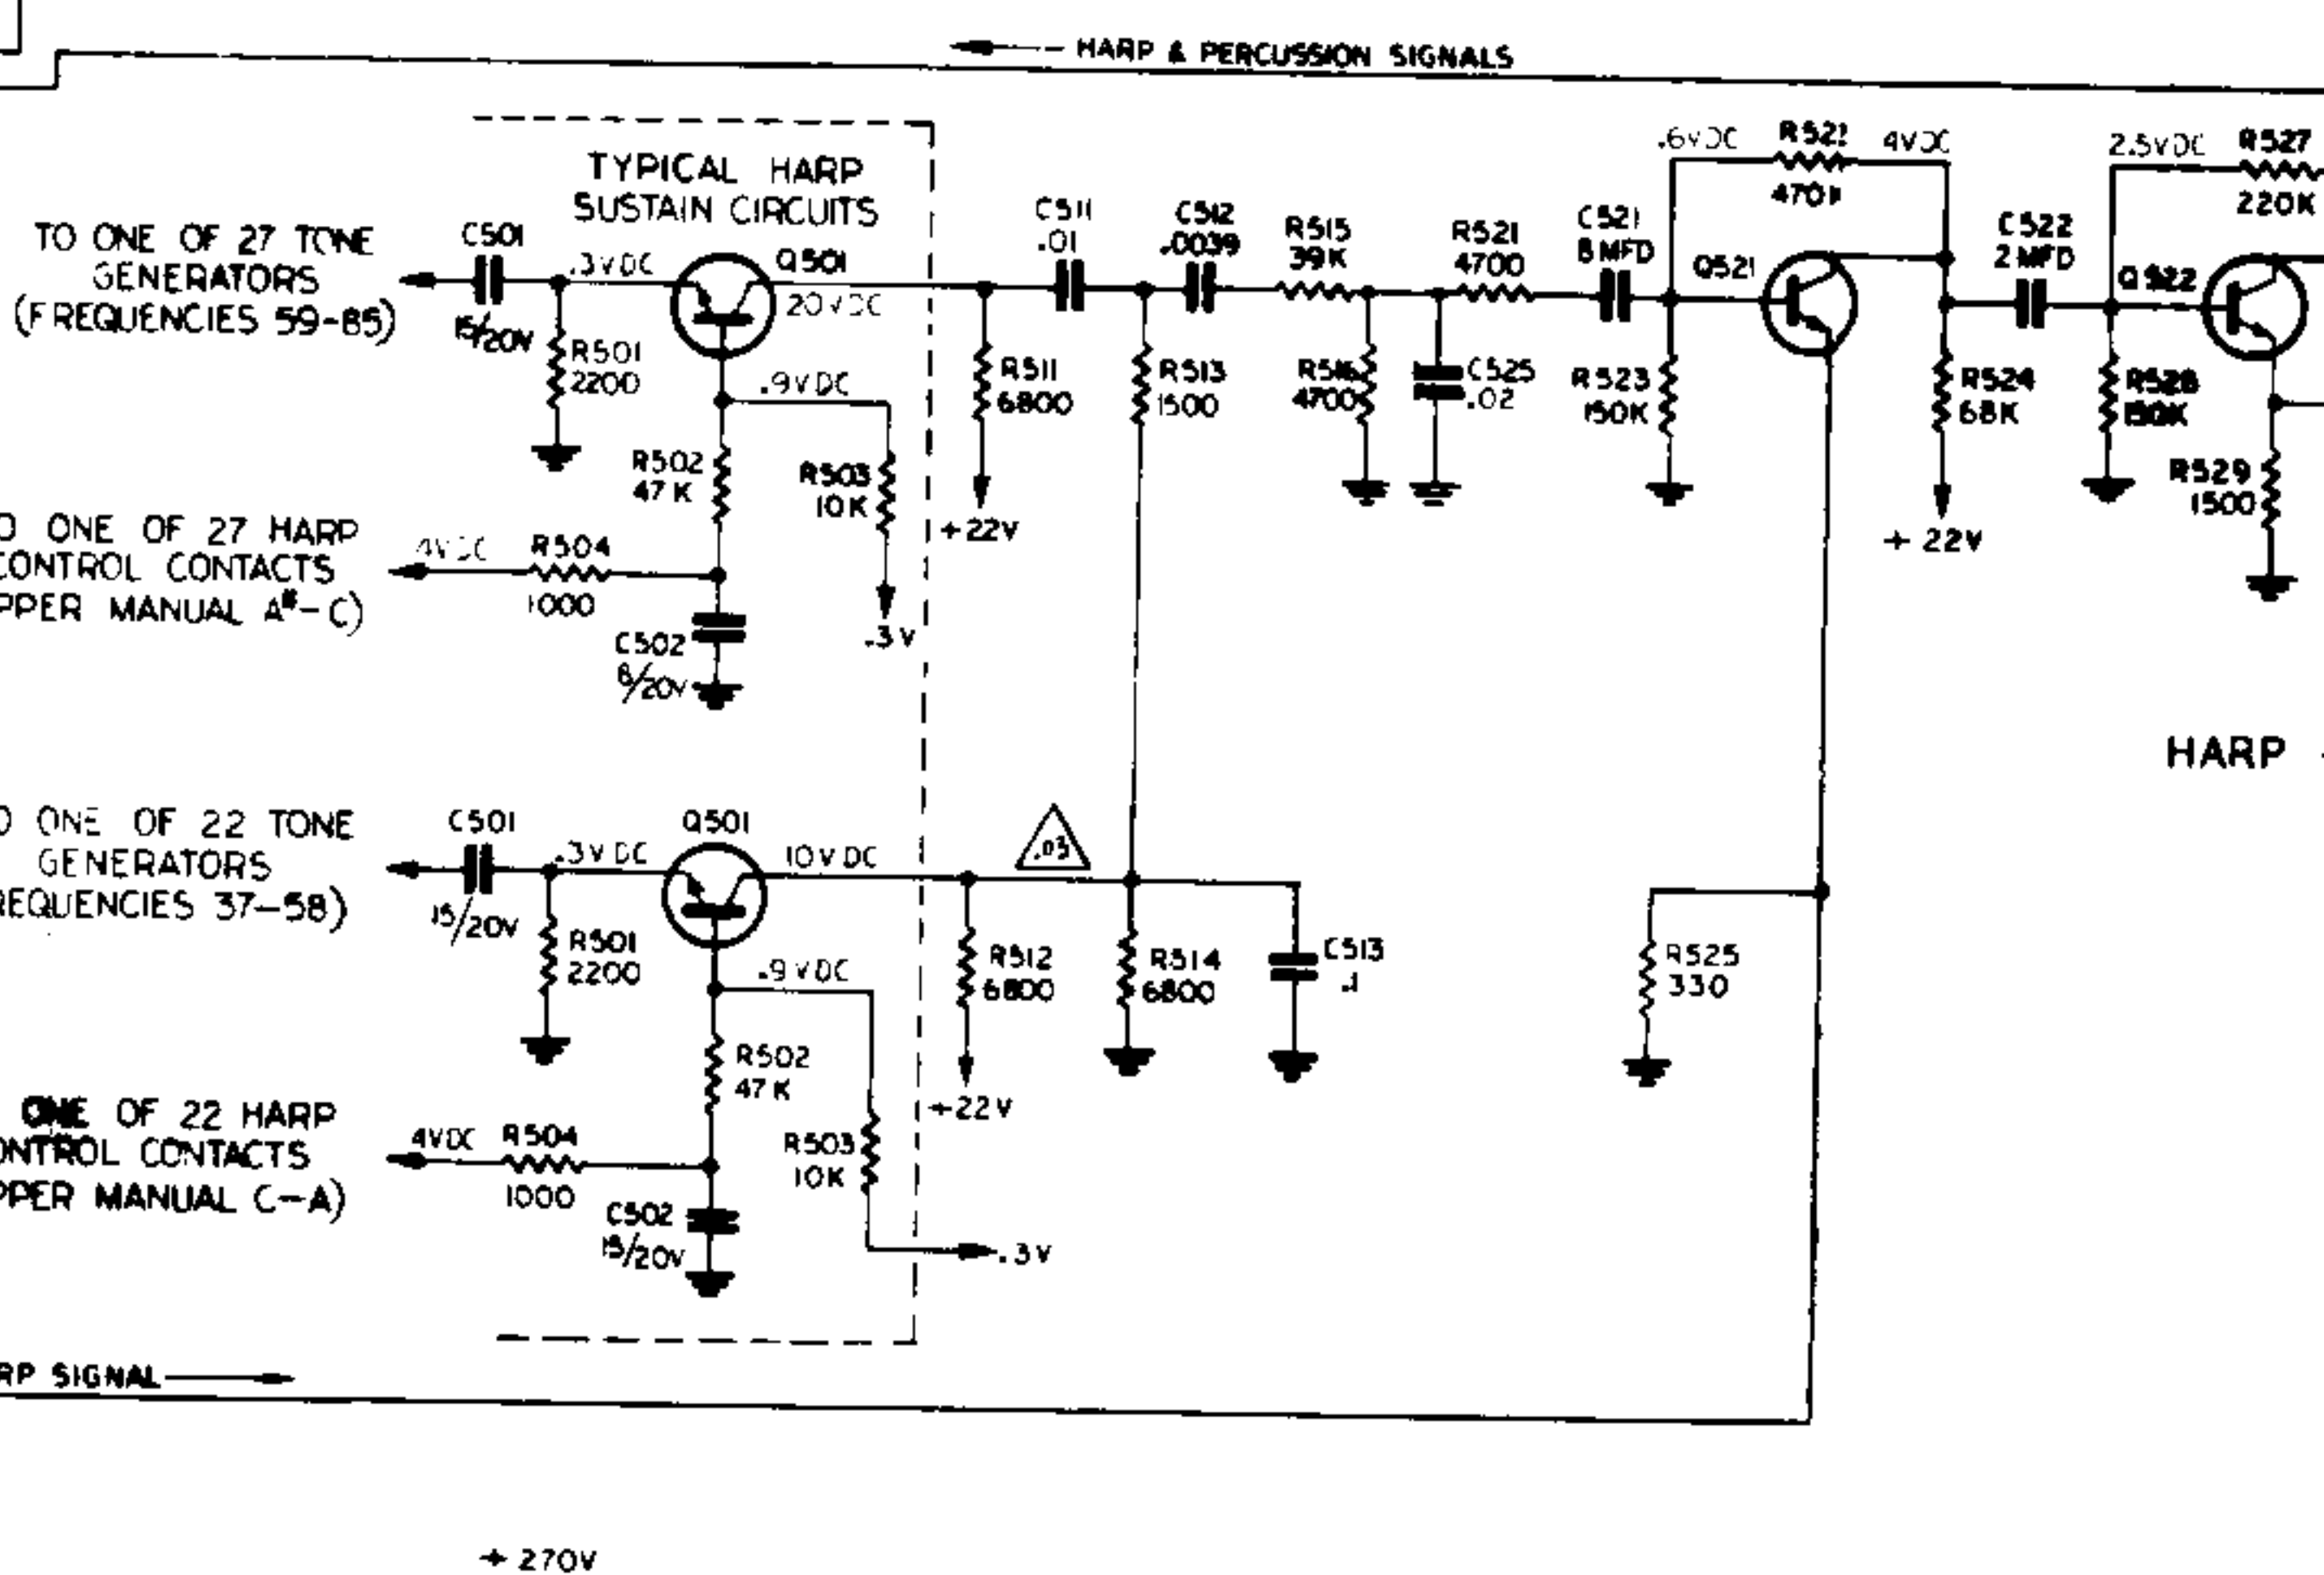 HARP & PERCUSSION SIGNALS
TYPICAL HARP
SUSTAIN CIRCUITS
TO ONE OF 27 TONE
GENERATORS
(FREQUENCIES 59-85)
C501
15/20V
.3VDC
Q501
20VDC
R501
2200
.9VDC
R502
47K
R503
10K
.3V
O ONE OF 27 HARP
CONTROL CONTACTS
PPER MANUAL A#-C)
4VDC
R504
1000
C502
8/20V
R511
6800
+22V
C511
.01
C512
.0039
R513
1500
R515
39K
R516
4700
R521
4700
C525
.02
C521
8 MFD
.6VDC
470K
4VDC
Q521
R523
150K
R524
68K
+22V
C522
2 MFD
2.5VDC
R527
220K
Q522
R528
150K
R529
1500
HARP
O ONE OF 22 TONE
GENERATORS
REQUENCIES 37-58)
C501
15/20V
.3VDC
Q501
10VDC
R501
2200
.9VDC
R502
47K
R503
10K
.3V
ONE OF 22 HARP
ONTROL CONTACTS
PPER MANUAL C-A)
4VDC
R504
1000
C502
15/20V
R512
6800
+22V
.03
R514
6800
C513
.1
R525
330
RP SIGNAL
+270V